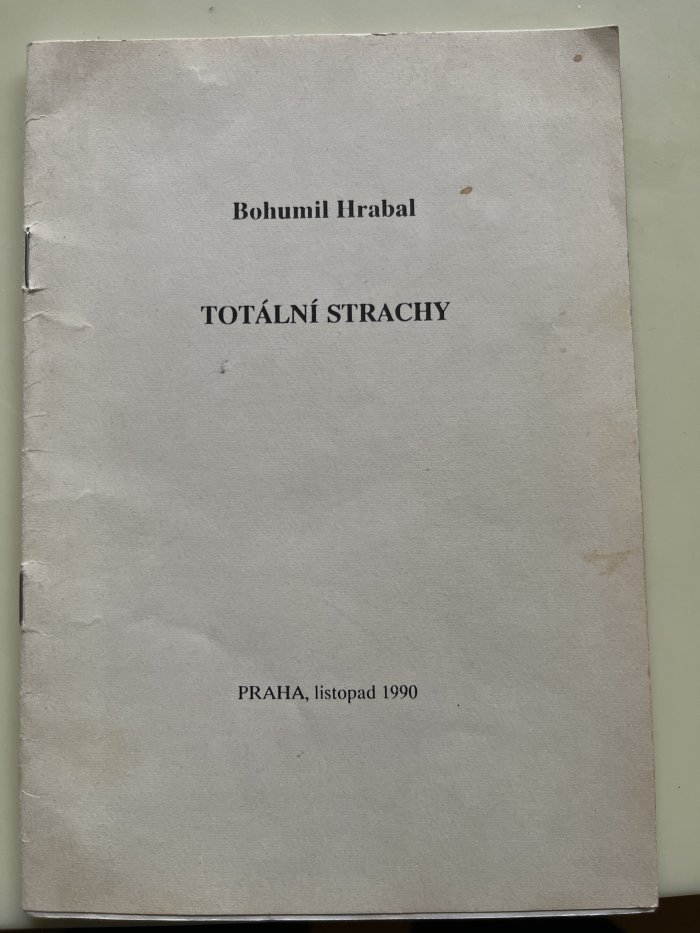 Bohumil Hrabal
TOTÁLNÍ STRACHY
PRAHA, listopad 1990